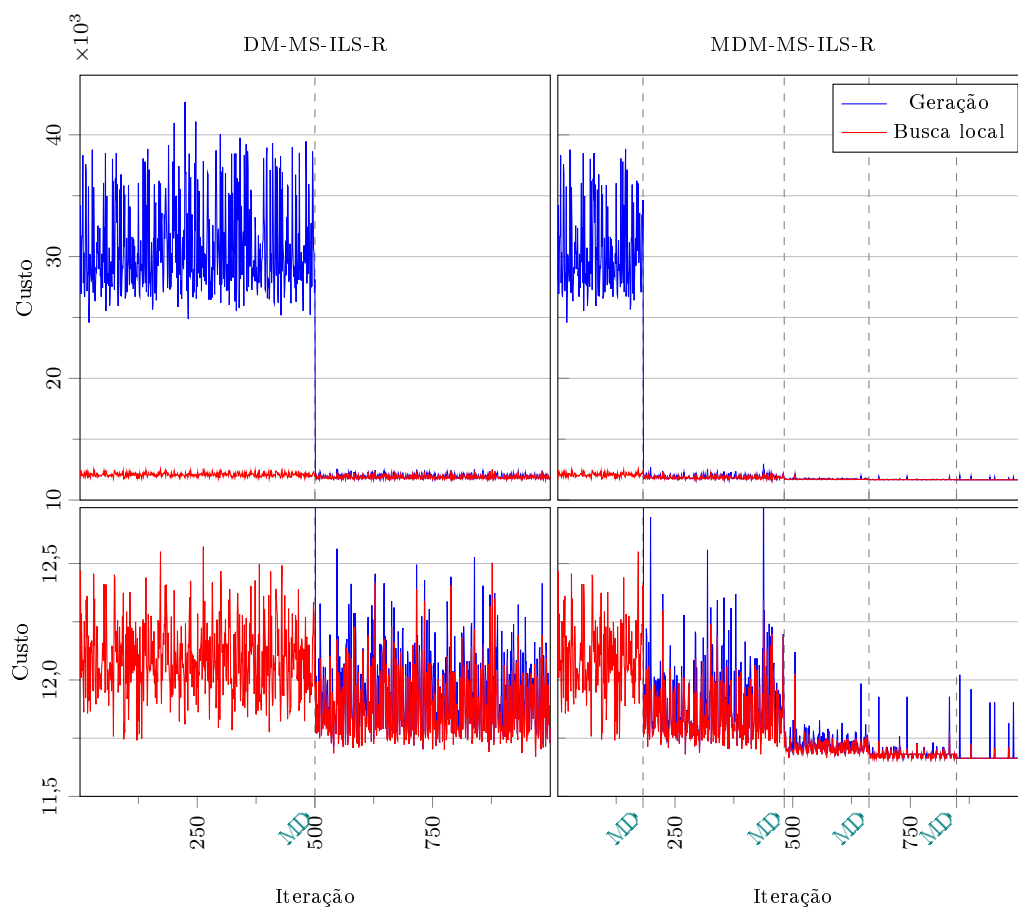 ×10³
DM-MS-ILS-R
MDM-MS-ILS-R
Geração
Busca local
Custo
40
30
20
10
Custo
12,5
12,0
11,5
250
MD
500
750
MD
250
MD
500
MD
750
MD
Iteração
Iteração